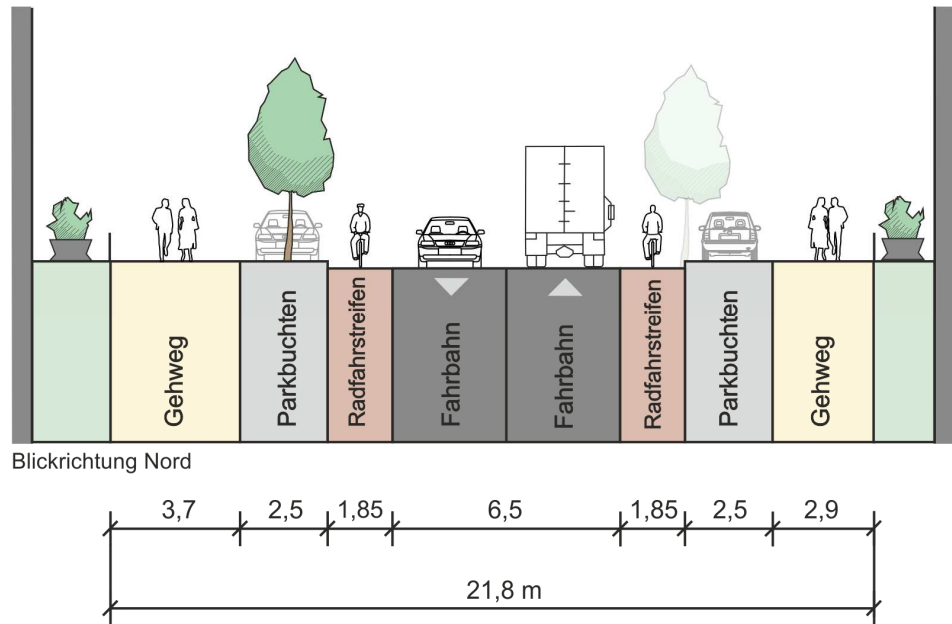 Gehweg
Parkbuchten
Radfahrstreifen
Fahrbahn
Fahrbahn
Radfahrstreifen
Parkbuchten
Gehweg
Blickrichtung Nord
3,7 2,5 1,85 6,5 1,85 2,5 2,9
21,8 m